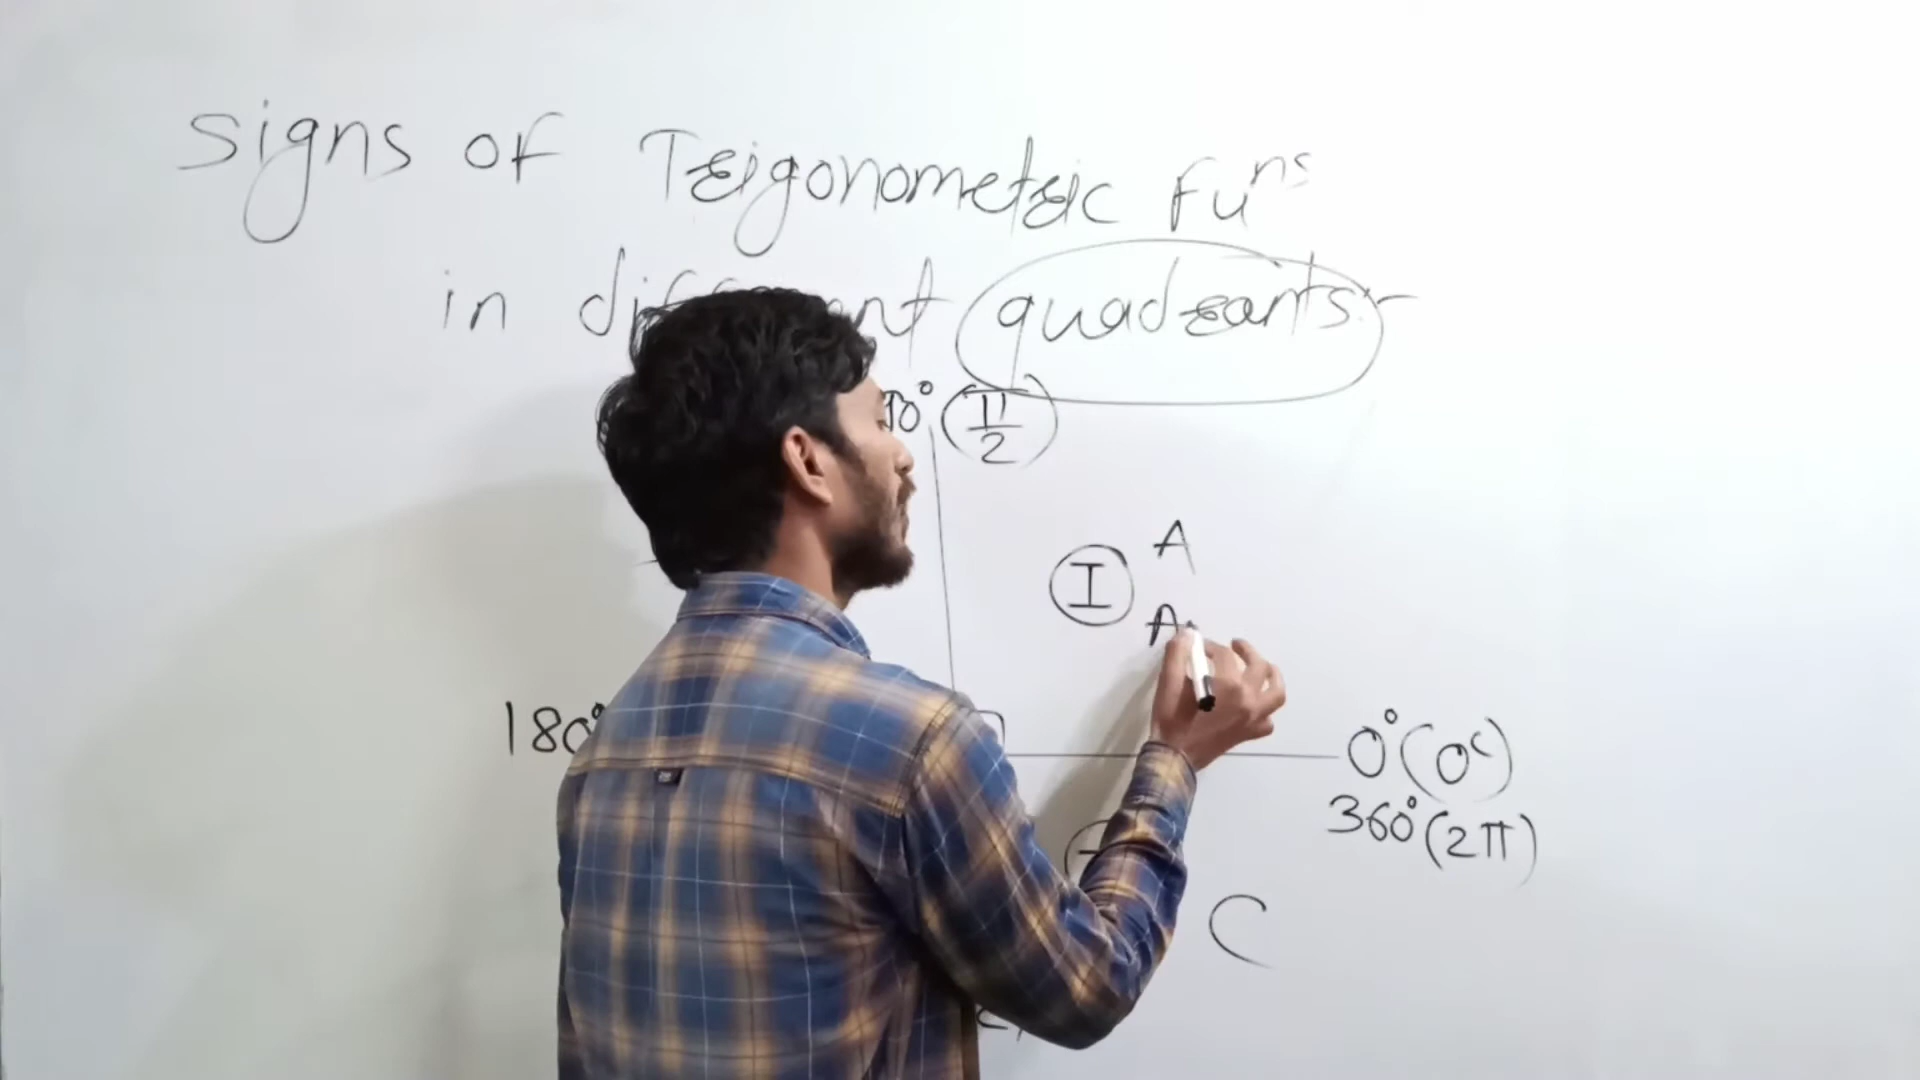 Signs of Trigonometric Fuⁿˢ
in different quadrants:-
90° (π/2)
I A
A
180°
0° (0ᶜ)
360° (2π)
C